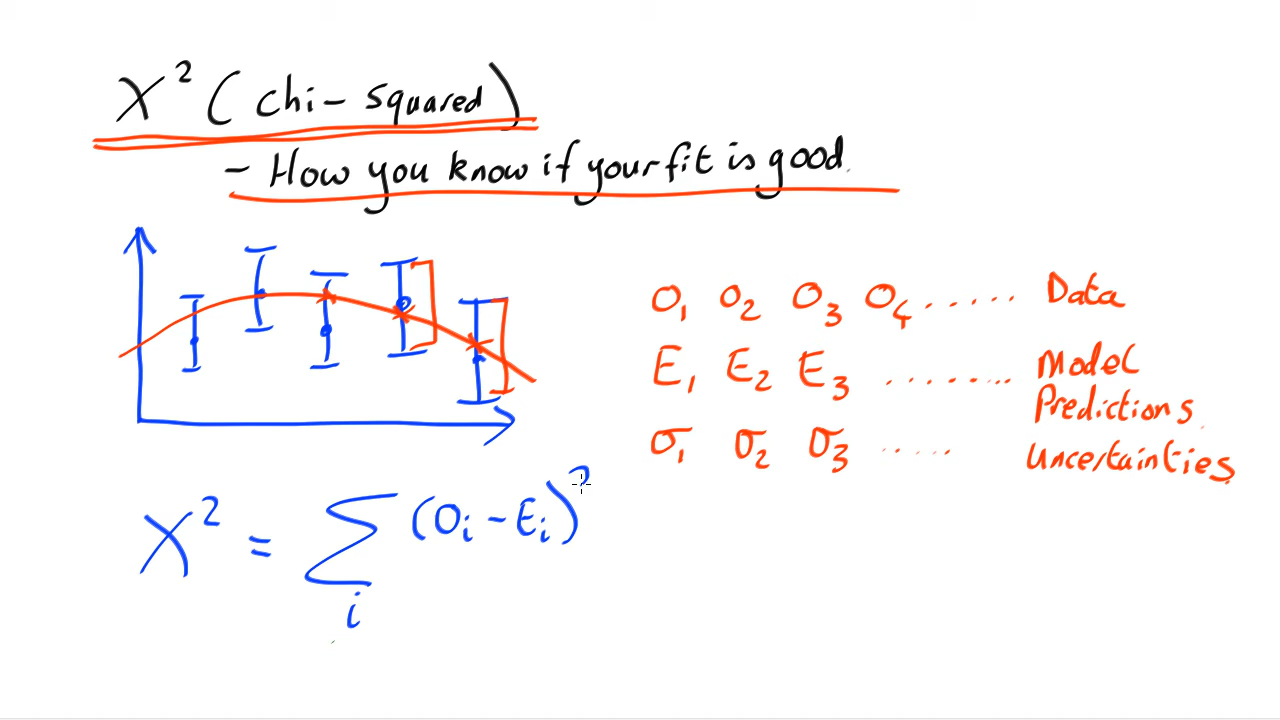 χ² (chi-squared)
- How you know if your fit is good.
O₁ O₂ O₃ O₄ ..... Data
E₁ E₂ E₃ ........ Model
Predictions
σ₁ σ₂ σ₃ ..... Uncertainties
χ² = ∑ᵢ (Oᵢ - Eᵢ)²